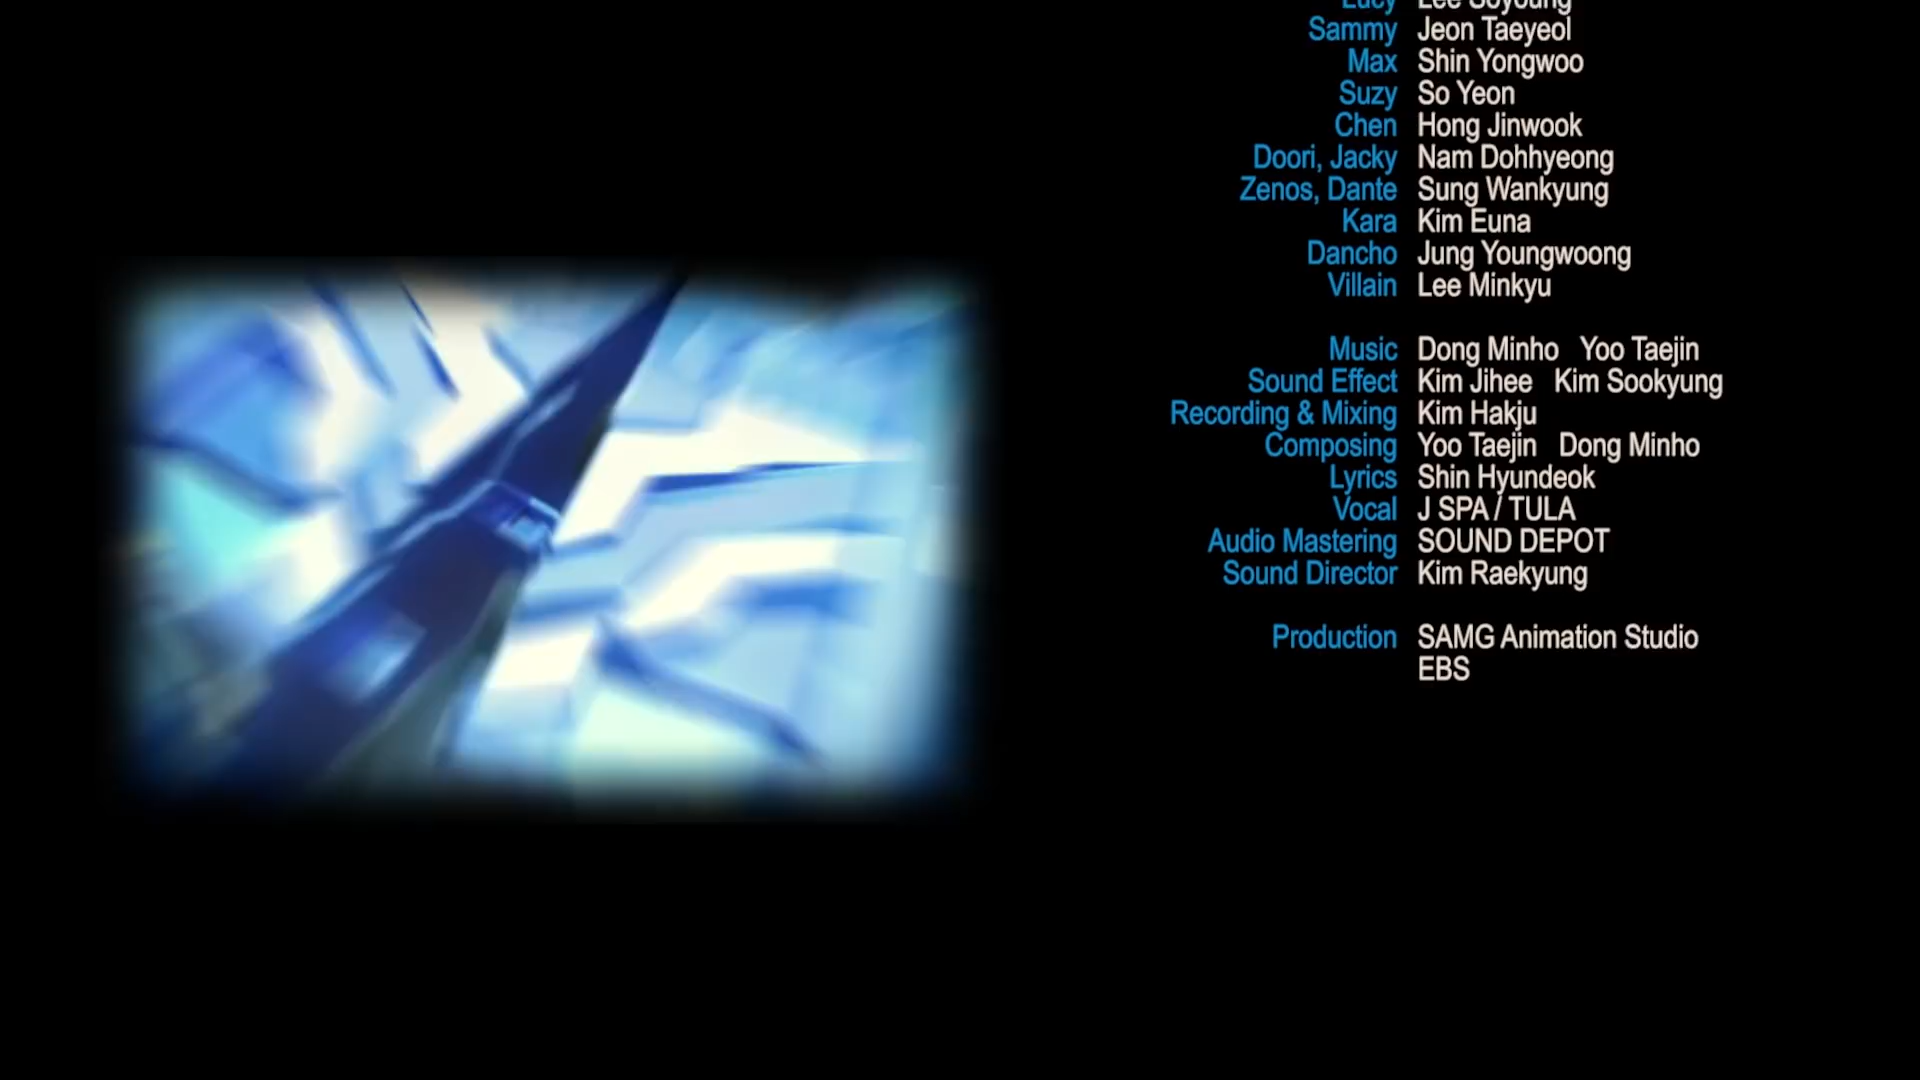 Lucy Lee Soyoung
Sammy Jeon Taeyeol
Max Shin Yongwoo
Suzy So Yeon
Chen Hong Jinwook
Doori, Jacky Nam Dohhyeong
Zenos, Dante Sung Wankyung
Kara Kim Euna
Dancho Jung Youngwoong
Villain Lee Minkyu
Music Dong Minho Yoo Taejin
Sound Effect Kim Jihee Kim Sookyung
Recording & Mixing Kim Hakju
Composing Yoo Taejin Dong Minho
Lyrics Shin Hyundeok
Vocal J SPA / TULA
Audio Mastering SOUND DEPOT
Sound Director Kim Raekyung
Production SAMG Animation Studio
EBS